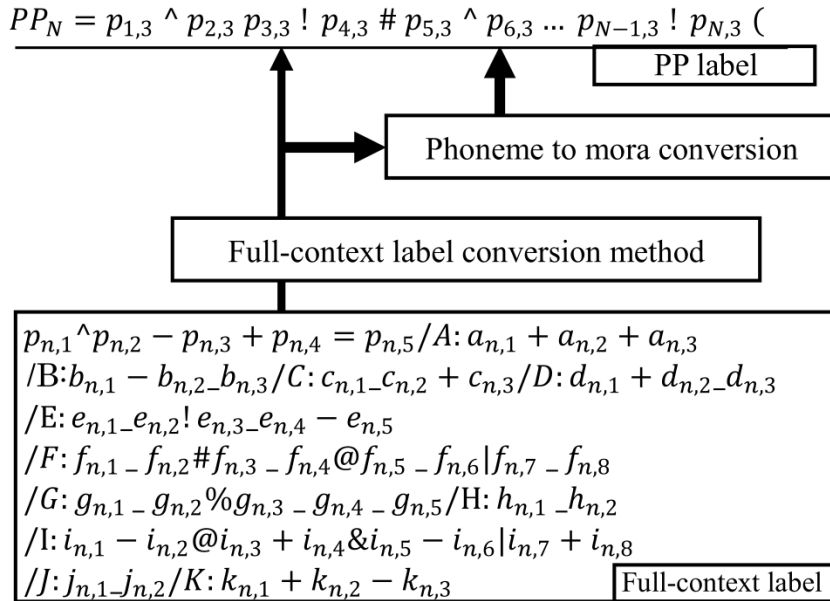 PP_N = p_{1,3} ^ p_{2,3} p_{3,3} ! p_{4,3} # p_{5,3} ^ p_{6,3} … p_{N−1,3} ! p_{N,3} (
PP label
Phoneme to mora conversion
Full-context label conversion method
p_{n,1}^p_{n,2} − p_{n,3} + p_{n,4} = p_{n,5}/A: a_{n,1} + a_{n,2} + a_{n,3}
/B:b_{n,1} − b_{n,2}_b_{n,3}/C: c_{n,1}_c_{n,2} + c_{n,3}/D: d_{n,1} + d_{n,2}_d_{n,3}
/E: e_{n,1}_e_{n,2}! e_{n,3}_e_{n,4} − e_{n,5}
/F: f_{n,1} _ f_{n,2}#f_{n,3} _ f_{n,4}@f_{n,5} _ f_{n,6}|f_{n,7} _ f_{n,8}
/G: g_{n,1} _ g_{n,2}%g_{n,3} _ g_{n,4} _ g_{n,5}/H: h_{n,1} _h_{n,2}
/I: i_{n,1} − i_{n,2}@i_{n,3} + i_{n,4}&i_{n,5} − i_{n,6}|i_{n,7} + i_{n,8}
/J: j_{n,1}_j_{n,2}/K: k_{n,1} + k_{n,2} − k_{n,3}
Full-context label